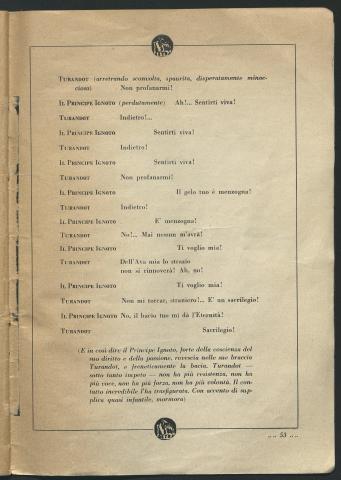 TURANDOT (arretrando sconvolta, spaurita, disperatamente minac-
ciosa) Non profanarmi!
IL PRINCIPE IGNOTO (perdutamente) Ah!... Sentirti viva!
TURANDOT Indietro!...
IL PRINCIPE IGNOTO Sentirti viva!
TURANDOT Indietro!
IL PRINCIPE IGNOTO Sentirti viva!
TURANDOT Non profanarmi!
IL PRINCIPE IGNOTO Il gelo tuo è menzogna!
TURANDOT Indietro!
IL PRINCIPE IGNOTO E' menzogna!
TURANDOT No!... Mai nessun m'avrà!
IL PRINCIPE IGNOTO Ti voglio mia!
TURANDOT Dell'Ava mia lo strazio
non si rinnoverà! Ah, no!
IL PRINCIPE IGNOTO Ti voglio mia!
TURANDOT Non mi toccar, straniero!... E' un sacrilegio!
IL PRINCIPE IGNOTO No, il bacio tuo mi dà l'Eternità!
TURANDOT Sacrilegio!
(E in così dire il Principe Ignoto, forte della coscienza del
suo diritto e della passione, rovescia nelle sue braccia
Turandot, e freneticamente la bacia. Turandot —
sotto tanto impeto — non ha più resistenza, non ha
più voce, non ha più forza, non ha più volontà. Il con-
tatto incredibile l'ha trasfigurata. Con accento di sup-
plica quasi infantile, mormora)
.. .. 53 .. ..